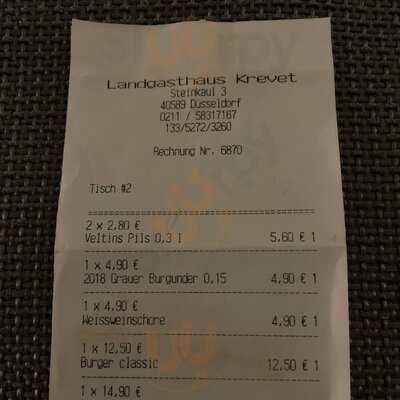 Landgasthaus Krevet
Steinkaul 3
40589 Düsseldorf
0211 / 58317167
133/5272/3260
Rechnung Nr. 6870
Tisch #2
2 x 2,80 €
Veltins Pils 0,3 l 5,60 € 1
1 x 4,90 €
2018 Grauer Burgunder 0,15 4,90 € 1
1 x 4,90 €
Weissweinschore 4,90 € 1
1 x 12,50 €
Burger classic 12,50 € 1
1 x 14,90 €